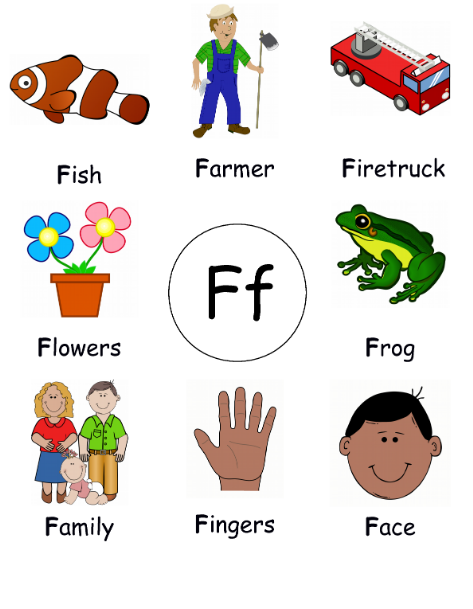 Fish
Farmer
Firetruck
Flowers
Ff
Frog
Family
Fingers
Face